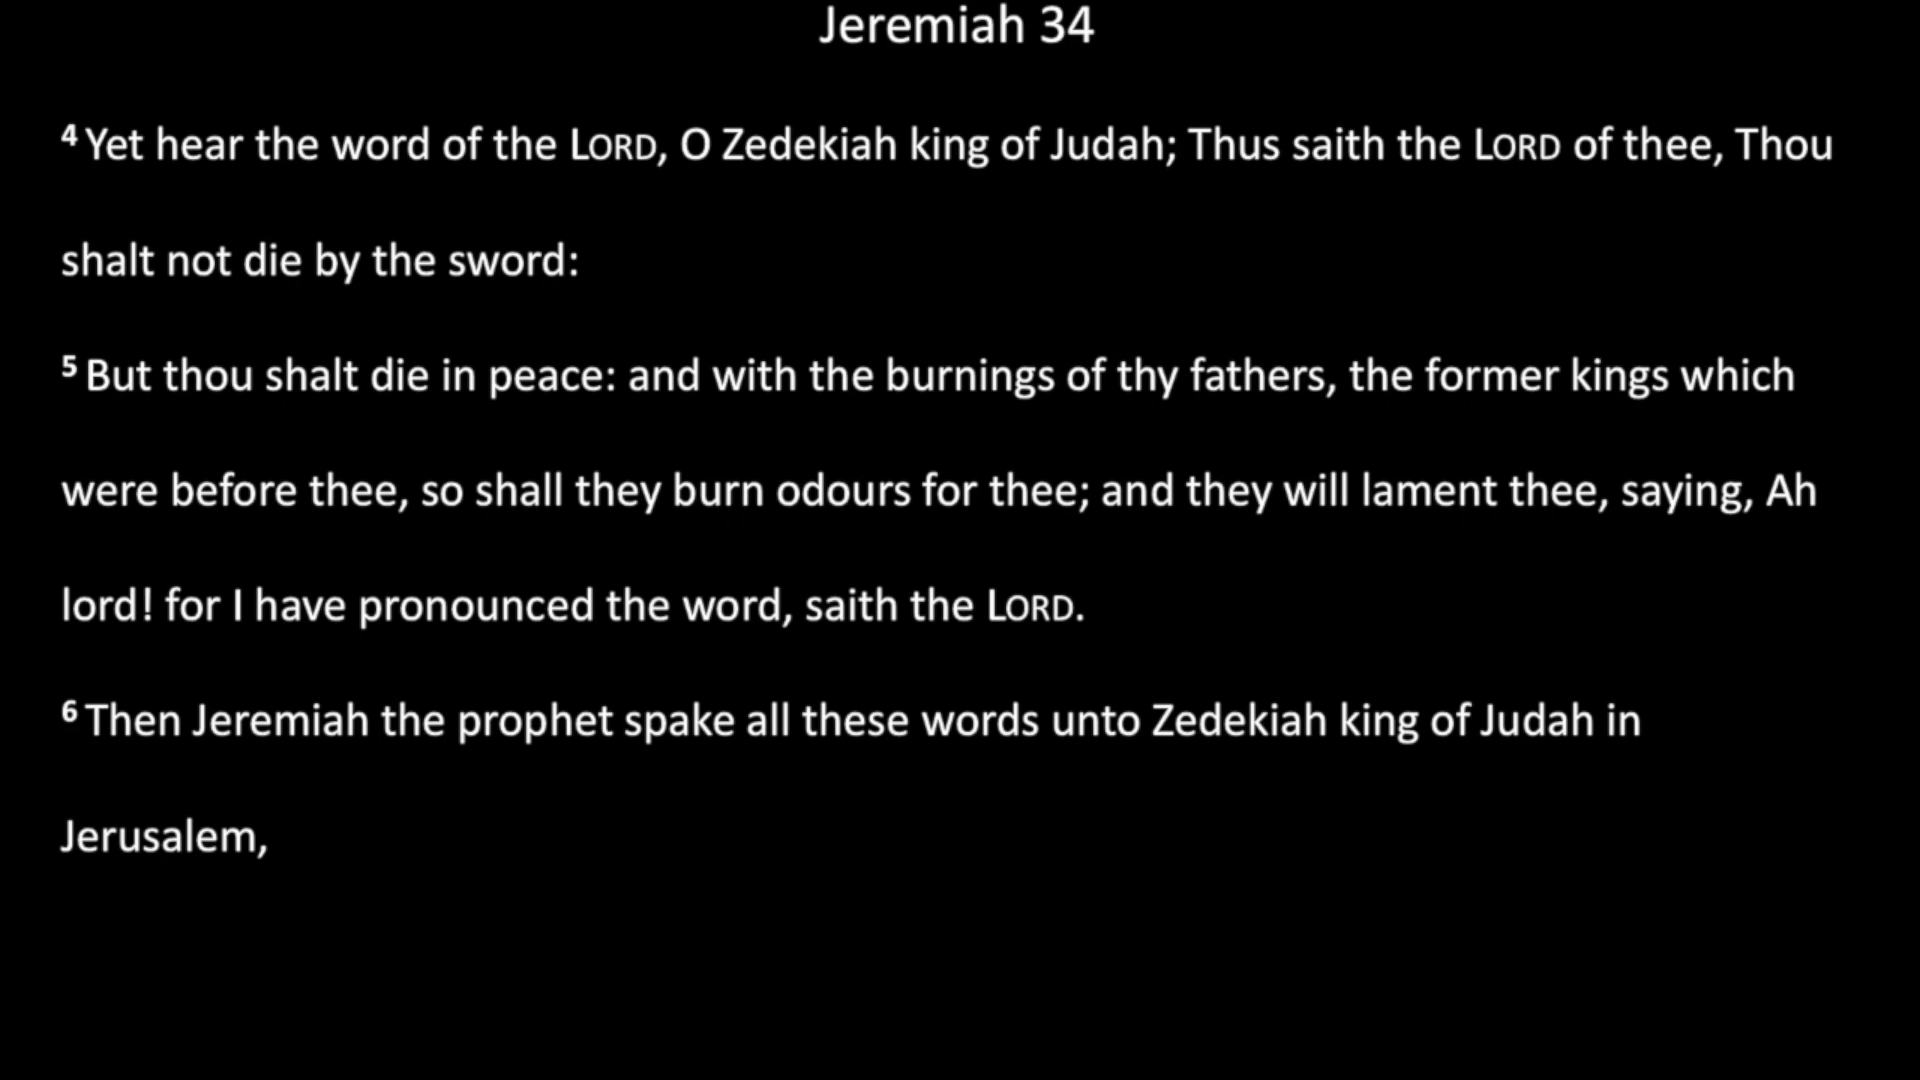 Jeremiah 34
4 Yet hear the word of the LORD, O Zedekiah king of Judah; Thus saith the LORD of thee, Thou
shalt not die by the sword:
5 But thou shalt die in peace: and with the burnings of thy fathers, the former kings which
were before thee, so shall they burn odours for thee; and they will lament thee, saying, Ah
lord! for I have pronounced the word, saith the LORD.
6 Then Jeremiah the prophet spake all these words unto Zedekiah king of Judah in
Jerusalem,